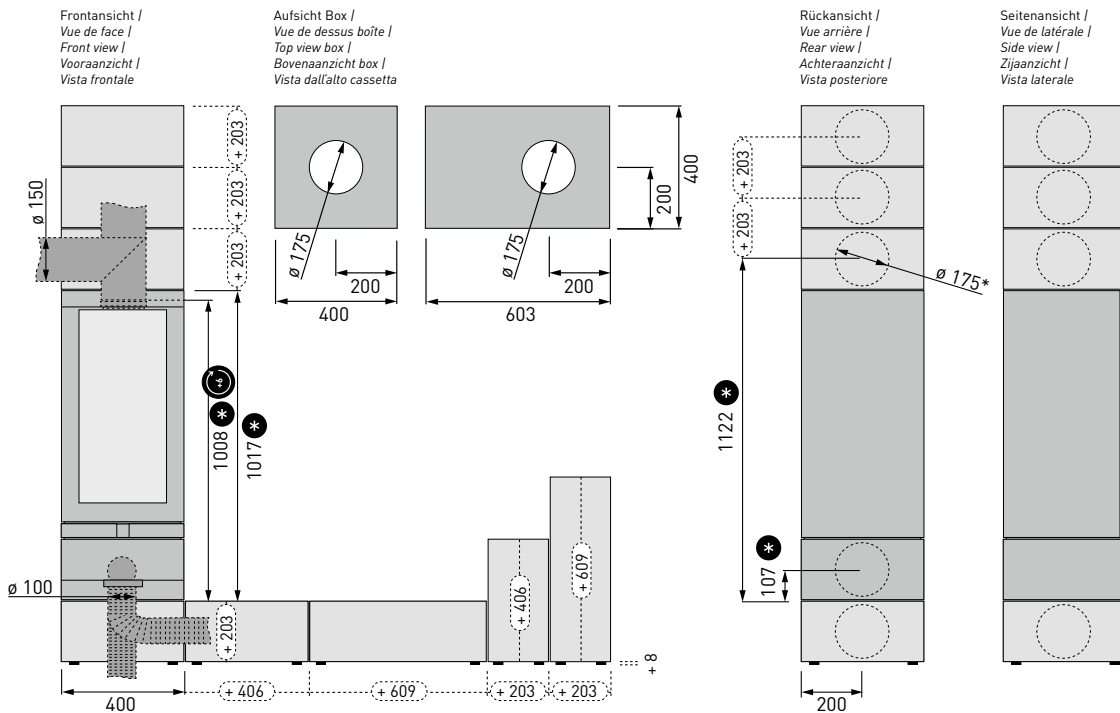 Frontansicht /
Vue de face /
Front view /
Vooraanzicht /
Vista frontale
Aufsicht Box /
Vue de dessus boîte /
Top view box /
Bovenaanzicht box /
Vista dall'alto cassetta
Rückansicht /
Vue arrière /
Rear view /
Achteraanzicht /
Vista posteriore
Seitenansicht /
Vue de latérale /
Side view /
Zijaanzicht /
Vista laterale
ø 150
+ 203
+ 203
+ 203
+6
1008 *
1017 *
ø 100
+ 203
400
+ 406
+ 609
+ 203
+ 203
+ 406
+ 609
+ 8
ø 175
200
400
ø 175
200
603
200
400
+ 203
+ 203
ø 175*
1122 *
107 *
200